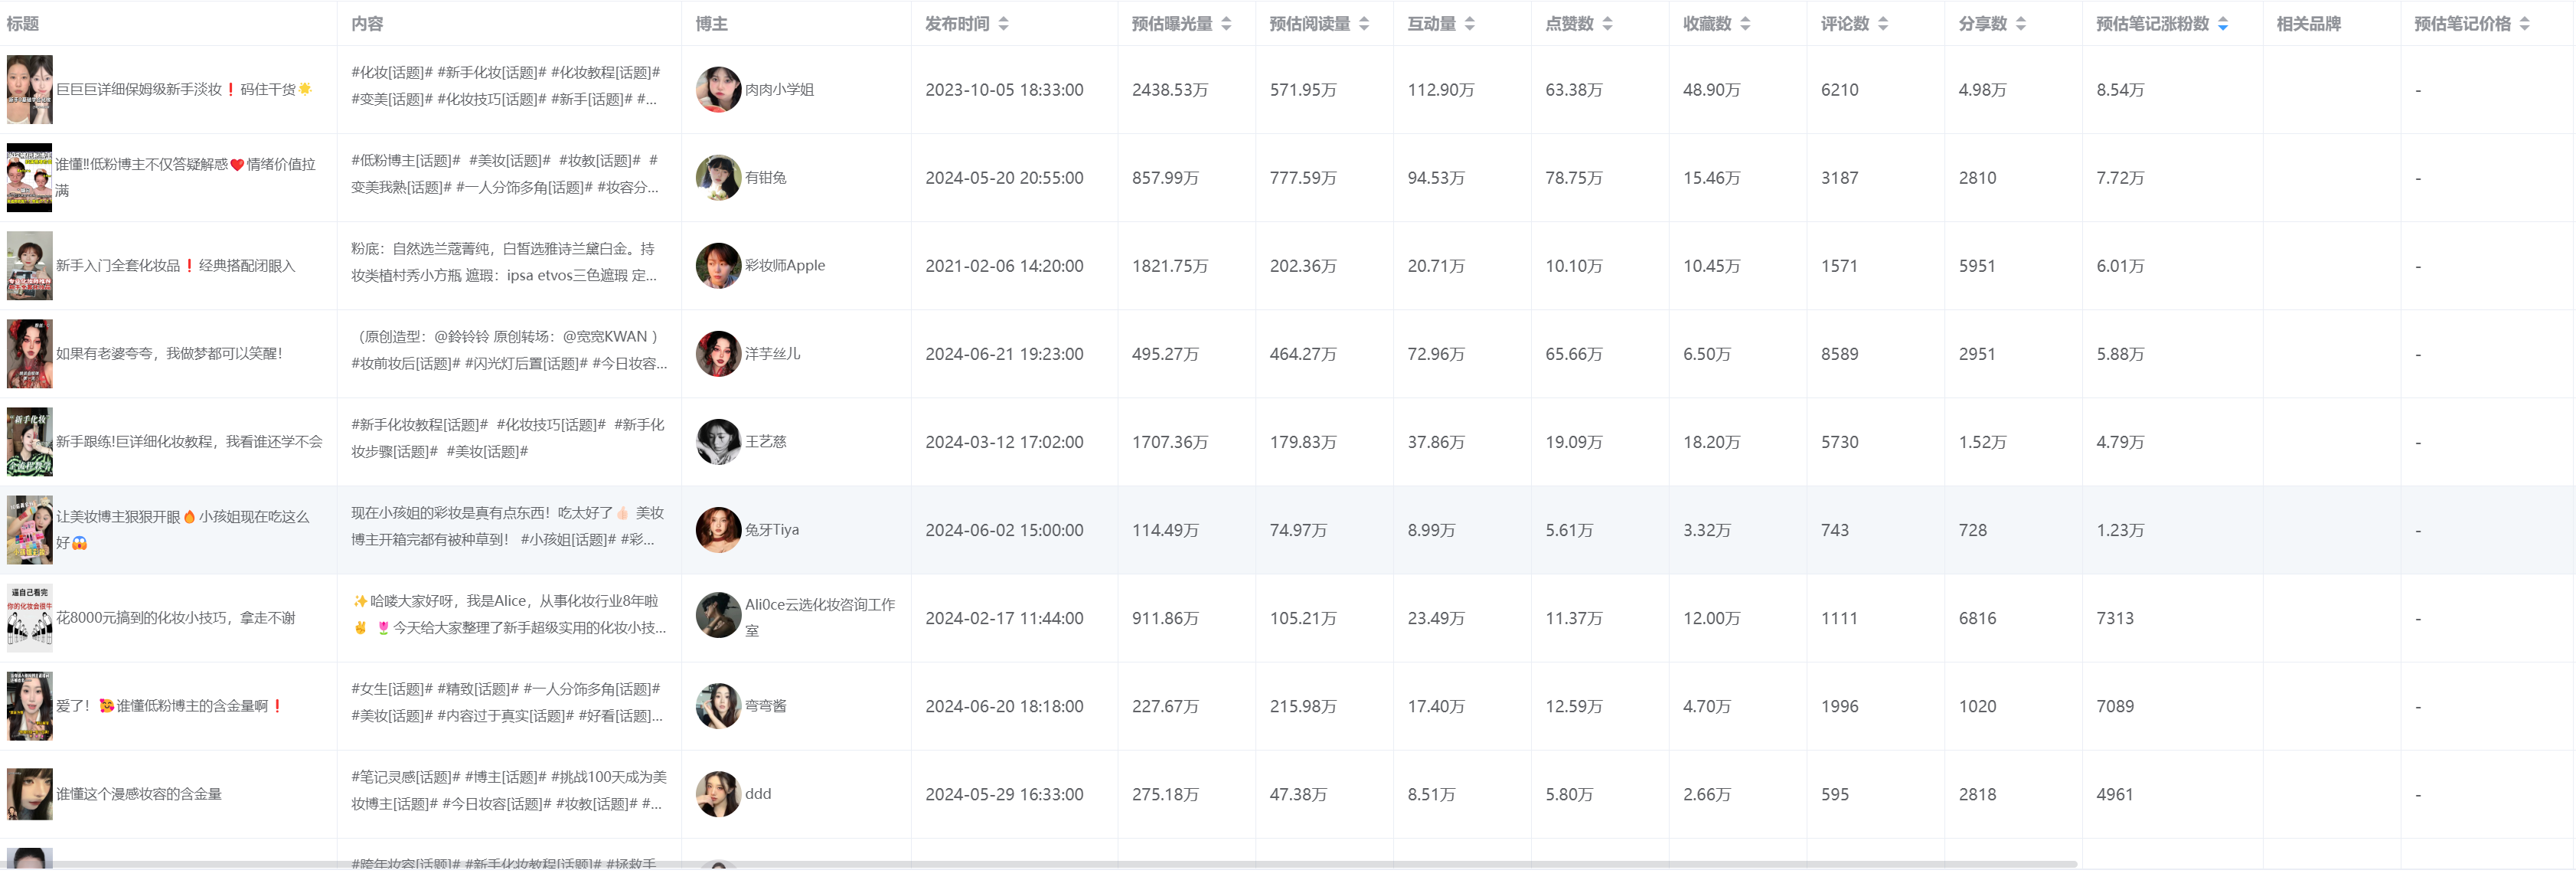 标题 内容 博主 发布时间 预估曝光量 预估阅读量 互动量 点赞数 收藏数 评论数 分享数 预估笔记涨粉数 相关品牌 预估笔记价格
巨巨巨详细保姆级新手淡妆❗码住干货🌟
#化妆[话题]# #新手化妆[话题]# #化妆教程[话题]#
#变美[话题]# #化妆技巧[话题]# #新手[话题]# #...
肉肉小学姐 2023-10-05 18:33:00 2438.53万 571.95万 112.90万 63.38万 48.90万 6210 4.98万 8.54万 -
谁懂‼低粉博主不仅答疑解惑❤️情绪价值拉
满
#低粉博主[话题]# #美妆[话题]# #妆教[话题]# #
变美我熟[话题]# #一人分饰多角[话题]# #妆容分...
有钳兔 2024-05-20 20:55:00 857.99万 777.59万 94.53万 78.75万 15.46万 3187 2810 7.72万 -
新手入门全套化妆品❗经典搭配闭眼入
粉底：自然选兰蔻菁纯，白皙选雅诗兰黛白金。持
妆类植村秀小方瓶 遮瑕：ipsa etvos三色遮瑕 定...
彩妆师Apple 2021-02-06 14:20:00 1821.75万 202.36万 20.71万 10.10万 10.45万 1571 5951 6.01万 -
如果有老婆夸夸，我做梦都可以笑醒！
（原创造型：@鈴铃铃 原创转场：@宽宽KWAN ）
#妆前妆后[话题]# #闪光灯后置[话题]# #今日妆容...
洋芋丝儿 2024-06-21 19:23:00 495.27万 464.27万 72.96万 65.66万 6.50万 8589 2951 5.88万 -
新手化妆
新手跟练!巨详细化妆教程，我看谁还学不会
#新手化妆教程[话题]# #化妆技巧[话题]# #新手化
妆步骤[话题]# #美妆[话题]#
王艺慈 2024-03-12 17:02:00 1707.36万 179.83万 37.86万 19.09万 18.20万 5730 1.52万 4.79万 -
让美妆博主狠狠开眼🔥小孩姐现在吃这么
好😱
现在小孩姐的彩妆是真有点东西！吃太好了👍🏻 美妆
博主开箱完都有被种草到！ #小孩姐[话题]# #彩...
兔牙Tiya 2024-06-02 15:00:00 114.49万 74.97万 8.99万 5.61万 3.32万 743 728 1.23万 -
逼自己看完
你的化妆会很牛
花8000元搞到的化妆小技巧，拿走不谢
✨哈喽大家好呀，我是Alice，从事化妆行业8年啦
✌️ 🌷今天给大家整理了新手超级实用的化妆小技...
Ali0ce云选化妆咨询工作
室
2024-02-17 11:44:00 911.86万 105.21万 23.49万 11.37万 12.00万 1111 6816 7313 -
爱了！🥰谁懂低粉博主的含金量啊❗
#女生[话题]# #精致[话题]# #一人分饰多角[话题]#
#美妆[话题]# #内容过于真实[话题]# #好看[话题]...
弯弯酱 2024-06-20 18:18:00 227.67万 215.98万 17.40万 12.59万 4.70万 1996 1020 7089 -
谁懂这个漫感妆容的含金量
#笔记灵感[话题]# #博主[话题]# #挑战100天成为美
妆博主[话题]# #今日妆容[话题]# #妆教[话题]# #...
ddd 2024-05-29 16:33:00 275.18万 47.38万 8.51万 5.80万 2.66万 595 2818 4961 -
#跨年妆容[话题]# #新手化妆教程[话题]# #拯救手